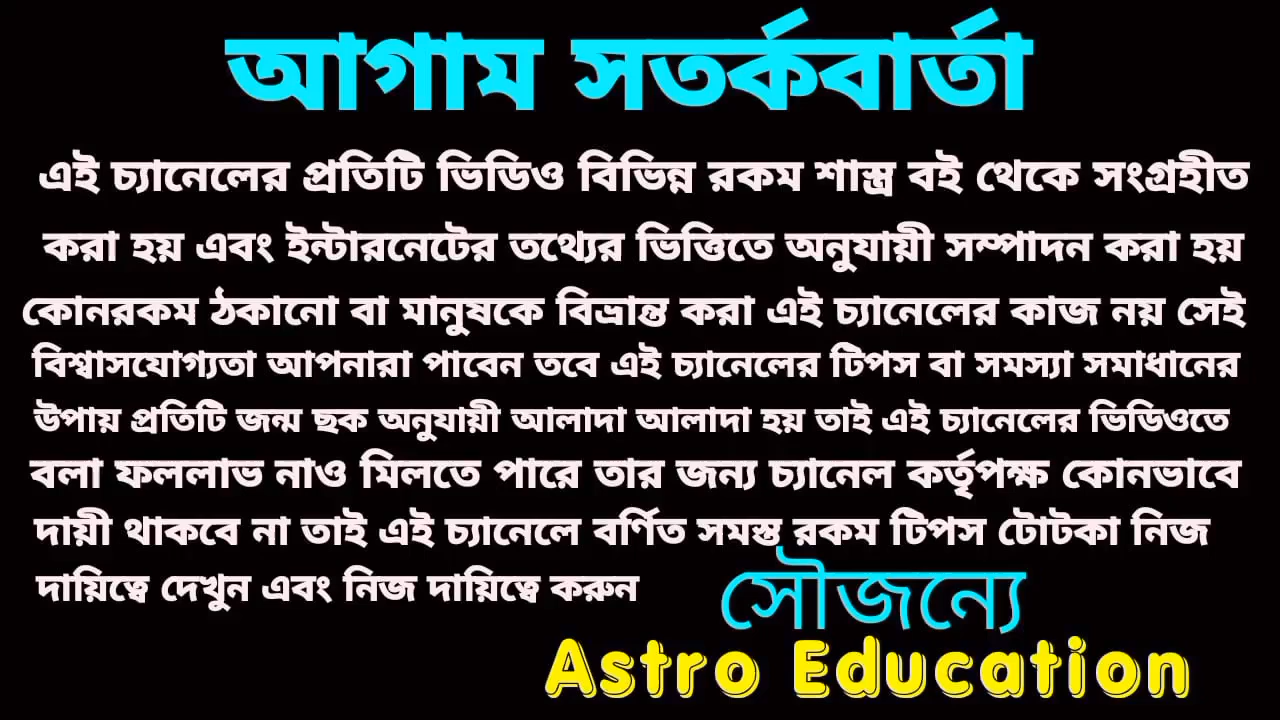 আগাম সতর্কবার্তা
এই চ্যানেলের প্রতিটি ভিডিও বিভিন্ন রকম শাস্ত্র বই থেকে সংগ্রহীত
করা হয় এবং ইন্টারনেটের তথ্যের ভিত্তিতে অনুযায়ী সম্পাদন করা হয়
কোনরকম ঠকানো বা মানুষকে বিভ্রান্ত করা এই চ্যানেলের কাজ নয় সেই
বিশ্বাসযোগ্যতা আপনারা পাবেন তবে এই চ্যানেলের টিপস বা সমস্যা সমাধানের
উপায় প্রতিটি জন্ম ছক অনুযায়ী আলাদা আলাদা হয় তাই এই চ্যানেলের ভিডিওতে
বলা ফললাভ নাও মিলতে পারে তার জন্য চ্যানেল কর্তৃপক্ষ কোনভাবে
দায়ী থাকবে না তাই এই চ্যানেলে বর্ণিত সমস্ত রকম টিপস টোটকা নিজ
দায়িত্বে দেখুন এবং নিজ দায়িত্বে করুন
সৌজন্যে
Astro Education